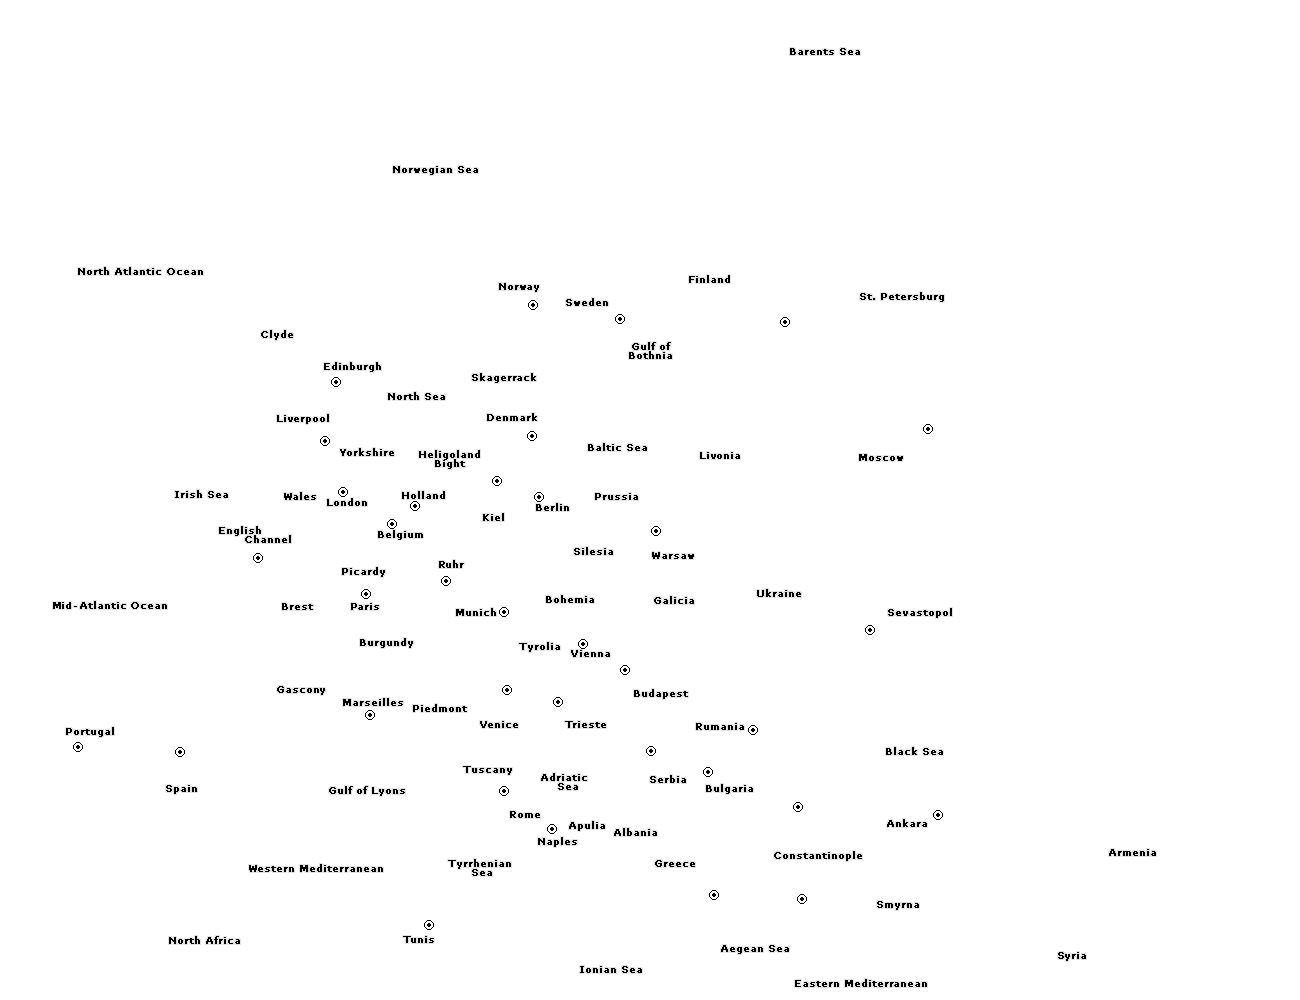 Barents Sea
Norwegian Sea
North Atlantic Ocean
Finland
Norway
St. Petersburg
Sweden
Clyde
Gulf of
Bothnia
Edinburgh
Skagerrack
North Sea
Liverpool
Denmark
Baltic Sea
Yorkshire
Heligoland
Bight
Livonia
Moscow
Irish Sea
Wales
London
Holland
Prussia
Berlin
Kiel
English
Channel
Belgium
Silesia
Warsaw
Ruhr
Picardy
Ukraine
Bohemia
Galicia
Mid-Atlantic Ocean
Brest
Paris
Munich
Sevastopol
Burgundy
Tyrolia
Vienna
Gascony
Budapest
Marseilles
Piedmont
Venice
Trieste
Rumania
Portugal
Black Sea
Tuscany
Adriatic
Sea
Serbia
Spain
Gulf of Lyons
Bulgaria
Rome
Apulia
Albania
Ankara
Naples
Constantinople
Armenia
Western Mediterranean
Tyrrhenian
Sea
Greece
Smyrna
North Africa
Tunis
Aegean Sea
Syria
Ionian Sea
Eastern Mediterranean